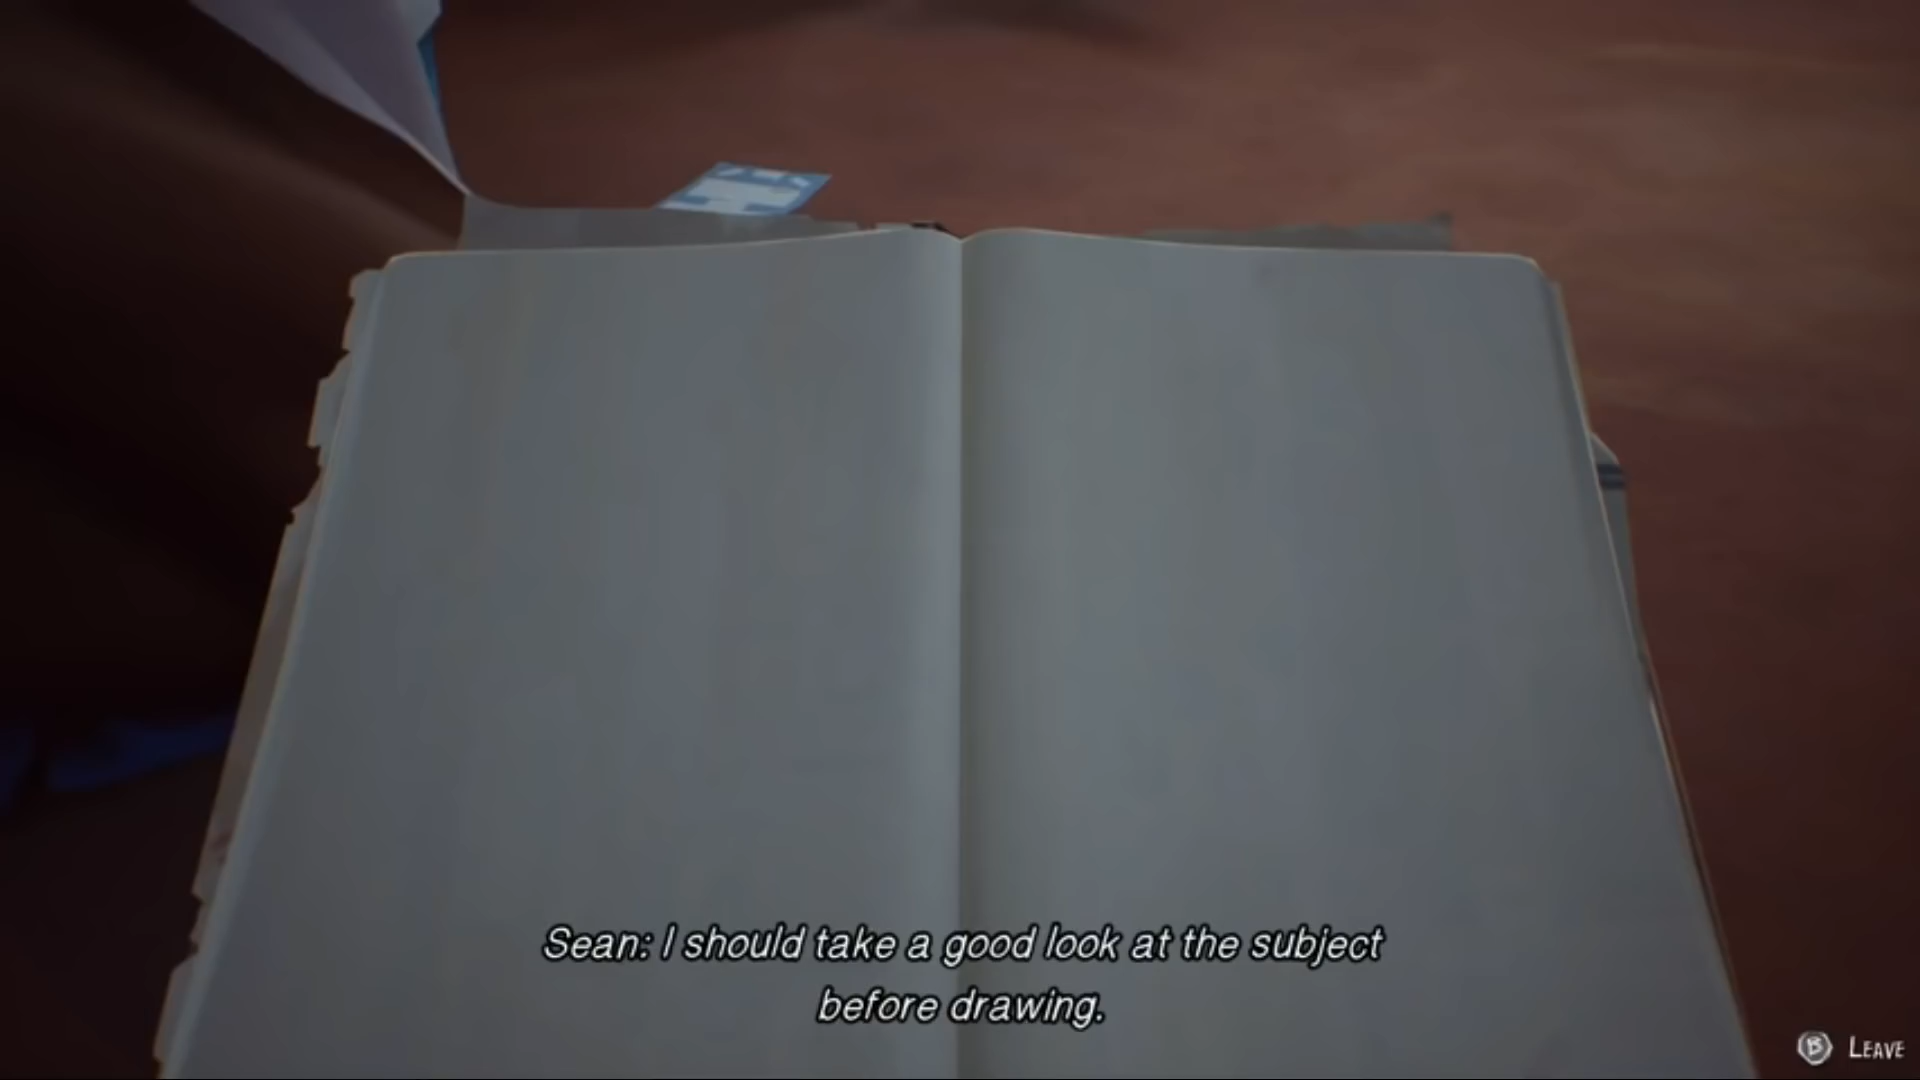 Sean: I should take a good look at the subject
before drawing.
B LEAVE